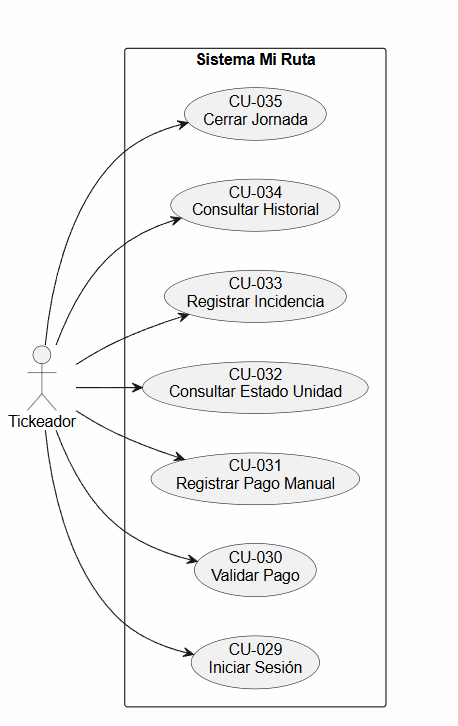 Sistema Mi Ruta
CU-035
Cerrar Jornada
CU-034
Consultar Historial
CU-033
Registrar Incidencia
CU-032
Consultar Estado Unidad
Tickeador
CU-031
Registrar Pago Manual
CU-030
Validar Pago
CU-029
Iniciar Sesión